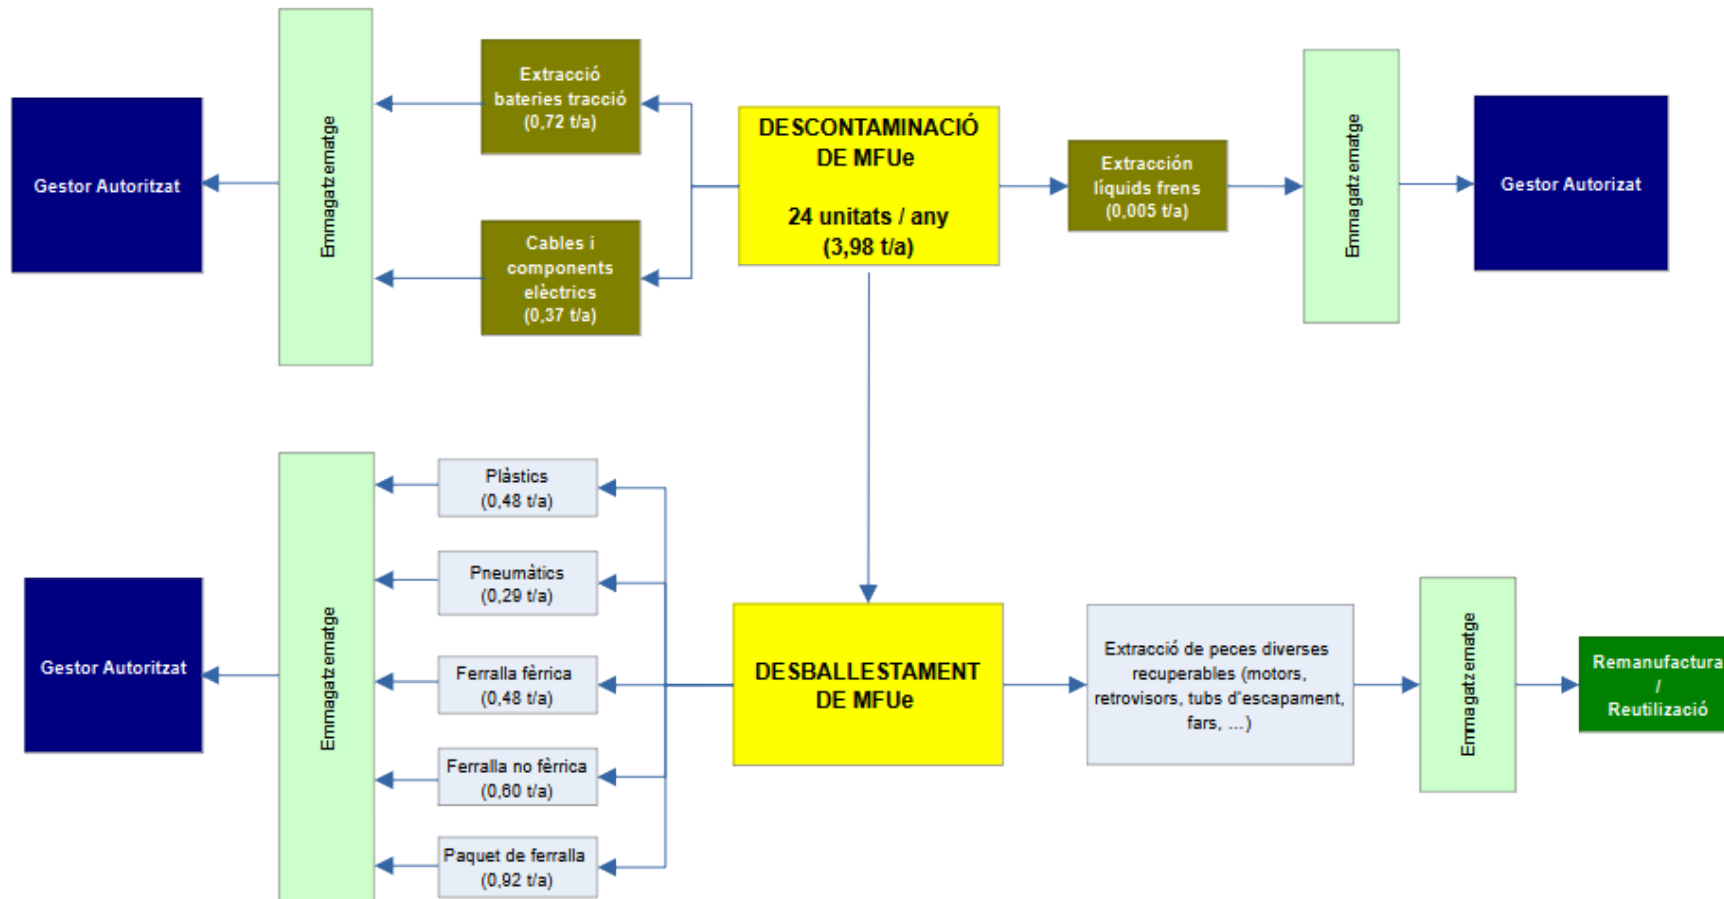 Gestor Autoritzat
Emmagatzematge
Extracció
bateries tracció
(0,72 t/a)
Cables i
components
elèctrics
(0,37 t/a)
DESCONTAMINACIÓ
DE MFUe
24 unitats / any
(3,98 t/a)
Extracción
líquids frens
(0,005 t/a)
Emmagatzematge
Gestor Autorizat
Gestor Autoritzat
Emmagatzematge
Plàstics
(0,48 t/a)
Pneumàtics
(0,29 t/a)
Ferralla fèrrica
(0,48 t/a)
Ferralla no fèrrica
(0,60 t/a)
Paquet de ferralla
(0,92 t/a)
DESBALLESTAMENT
DE MFUe
Extracció de peces diverses
recuperables (motors,
retrovisors, tubs d'escapament,
fars, ...)
Emmagatzematge
Remanufactura
/
Reutilizació